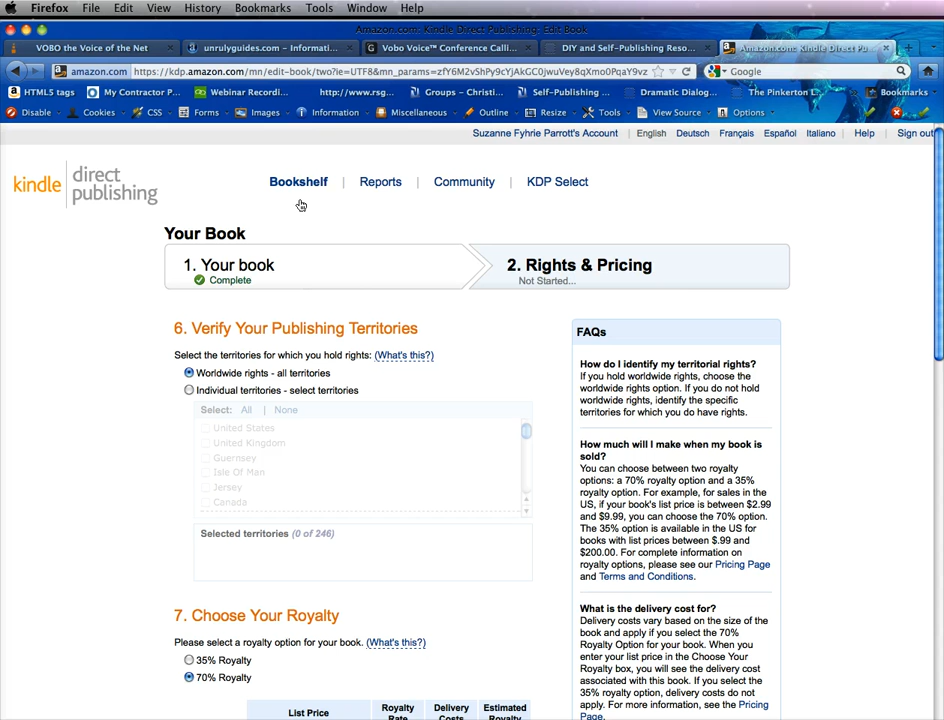 Firefox File Edit View History Bookmarks Tools Window Help
Amazon.com: Kindle Direct Publishing: Edit Book
VOBO the Voice of the Net
unrulyguides.com – Informati...
Vobo Voice™ Conference Calli...
DIY and Self–Publishing Reso...
Amazon.com: Kindle Direct Pu...
amazon.com https://kdp.amazon.com/mn/edit-book/two?ie=UTF8&mn_params=zfY6M2vShPy9cYjAkGC0jwuVey8qXmo0PqaY9vz Google
HTML5 tags My Contractor P... Webinar Recordi... http://www.rsg... Groups – Christi... Self–Publishing ... Dramatic Dialog... The Pinkerton L... Bookmarks
Disable Cookies CSS Forms Images Information Miscellaneous Outline Resize Tools View Source Options
Suzanne Fyhrie Parrott's Account | English Deutsch Français Español Italiano | Help | Sign out
kindle direct publishing
Bookshelf | Reports | Community | KDP Select
Your Book
1. Your book
Complete
2. Rights & Pricing
Not Started...
6. Verify Your Publishing Territories
Select the territories for which you hold rights: (What's this?)
Worldwide rights - all territories
Individual territories - select territories
Select: All | None
United States
United Kingdom
Guernsey
Isle Of Man
Jersey
Canada
Selected territories (0 of 246)
7. Choose Your Royalty
Please select a royalty option for your book. (What's this?)
35% Royalty
70% Royalty
List Price
Royalty Rate
Delivery Costs
Estimated Royalty
FAQs
How do I identify my territorial rights?
If you hold worldwide rights, choose the
worldwide rights option. If you do not hold
worldwide rights, identify the specific
territories for which you do have rights.
How much will I make when my book is
sold?
You can choose between two royalty
options: a 70% royalty option and a 35%
royalty option. For example, for sales in the
US, if your book's list price is between $2.99
and $9.99, you can choose the 70% option.
The 35% option is available in the US for
books with list prices between $.99 and
$200.00. For complete information on
royalty options, please see our Pricing Page
and Terms and Conditions.
What is the delivery cost for?
Delivery costs vary based on the size of the
book and apply if you select the 70%
Royalty Option for your book. When you
enter your list price in the Choose Your
Royalty box, you will see the delivery cost
associated with this book. If you select the
35% royalty option, delivery costs do not
apply. For more information, see the Pricing
Page.